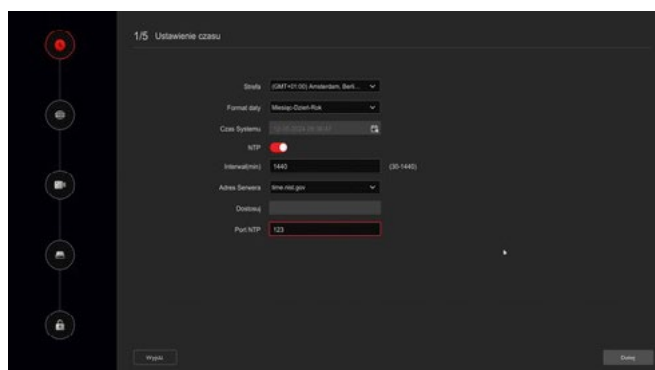 1/5 Ustawienie czasu
Strefa (GMT+01:00) Amsterdam, Berli...
Format daty Miesiąc-Dzień-Rok
Czas Systemu
NTP
Interwał(min) 1440 (30-1440)
Adres Serwera time.nist.gov
Dostosuj
Port NTP 123
Wyjdź Dalej